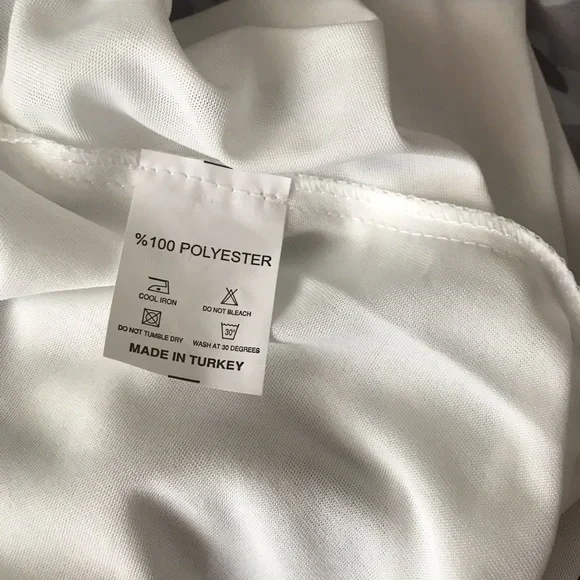 %100 POLYESTER
COOL IRON DO NOT BLEACH
30°
DO NOT TUMBLE DRY WASH AT 30 DEGREES
MADE IN TURKEY